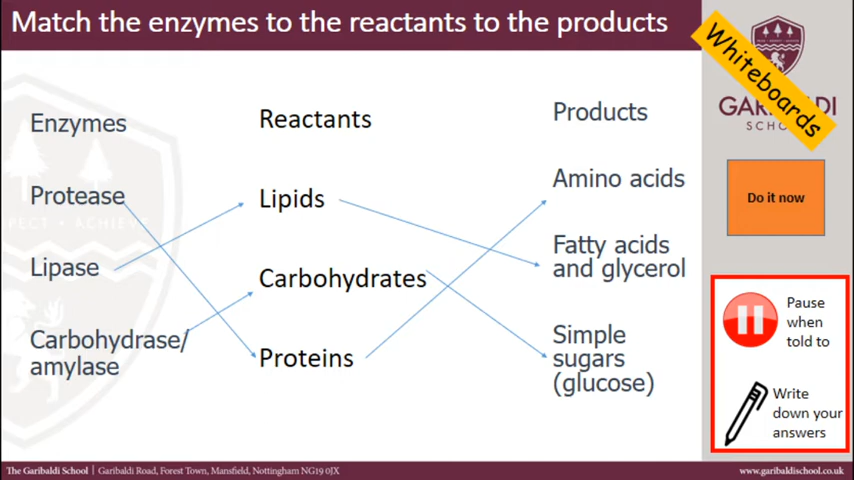 Match the enzymes to the reactants to the products
Whiteboards
GARIBALDI
SCHOOL
Enzymes
Reactants
Products
Protease
Lipids
Amino acids
Lipase
Carbohydrates
Fatty acids
and glycerol
Carbohydrase/
amylase
Proteins
Simple
sugars
(glucose)
Do it now
Pause
when
told to
Write
down your
answers
The Garibaldi School | Garibaldi Road, Forest Town, Mansfield, Nottingham NG19 0JX
www.garibaldischool.co.uk